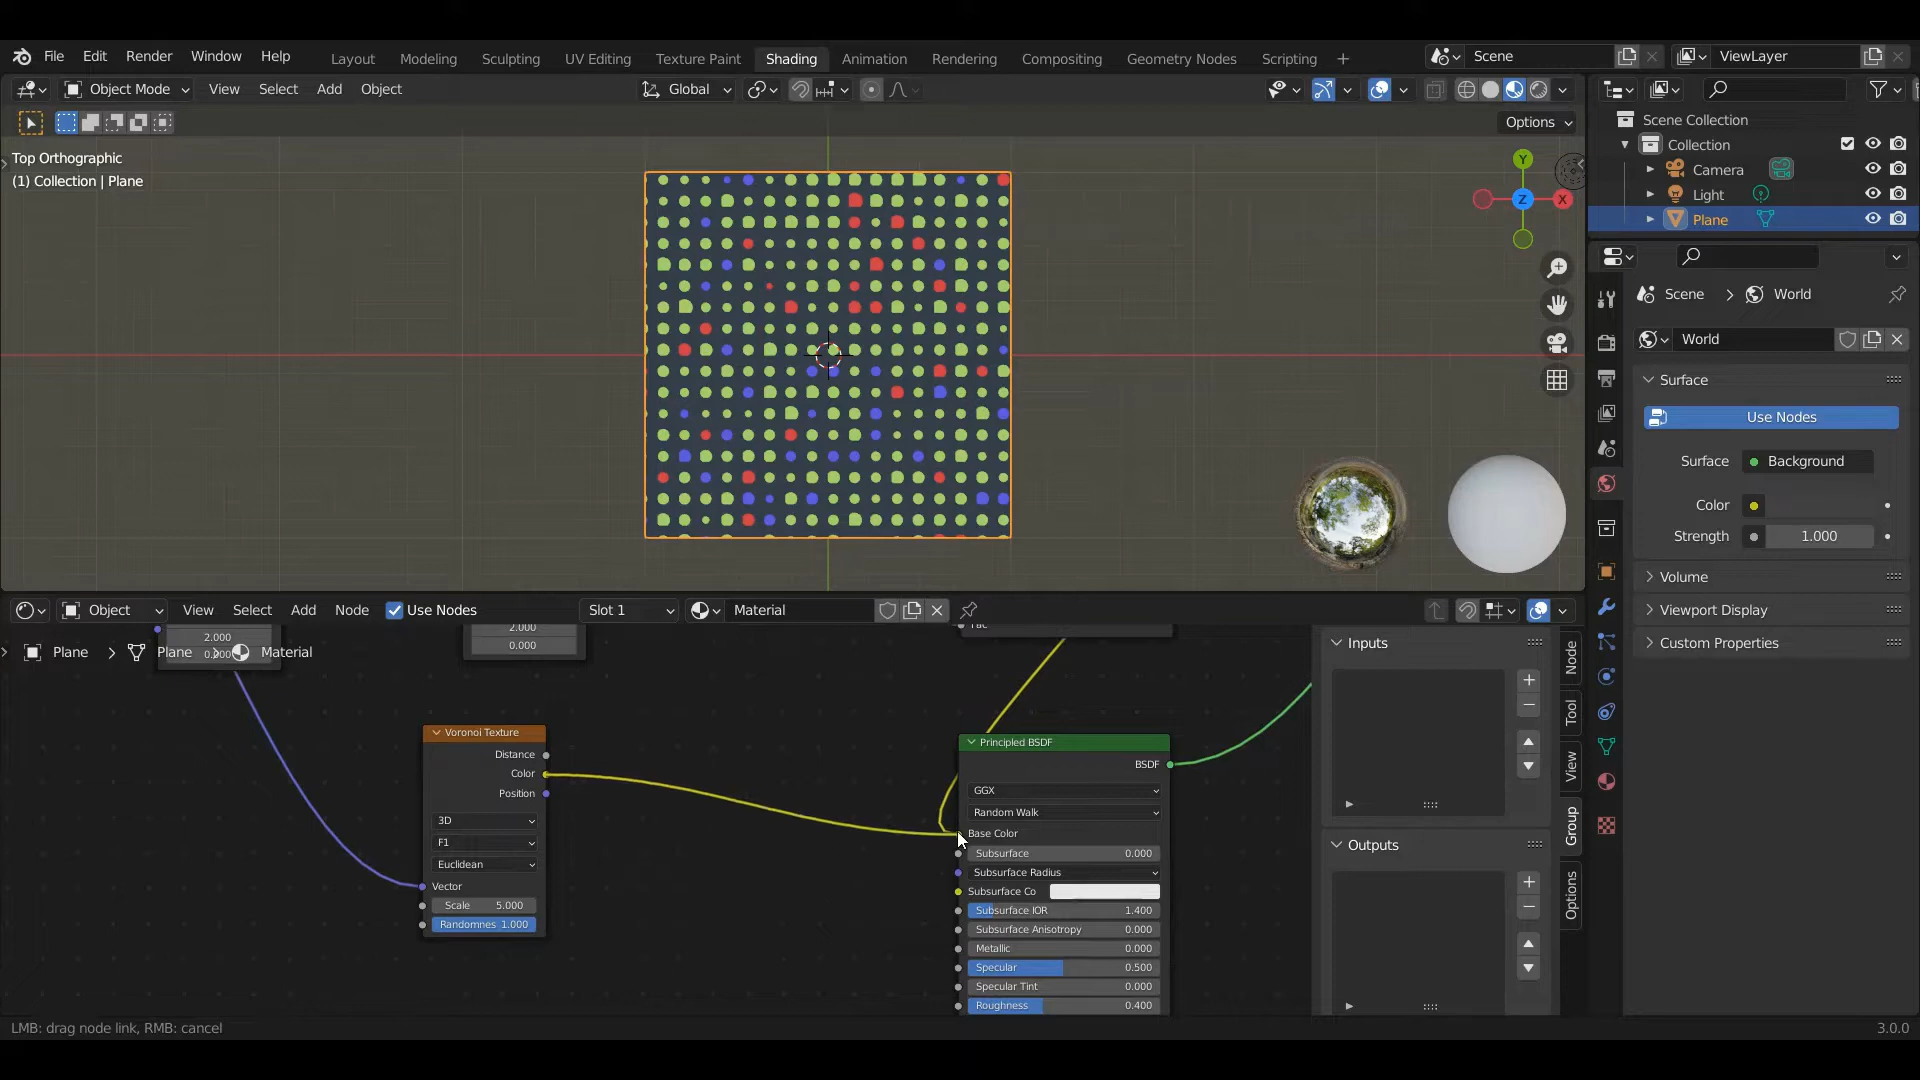 File Edit Render Window Help Layout Modeling Sculpting UV Editing Texture Paint Shading Animation Rendering Compositing Geometry Nodes Scripting + Scene ViewLayer
Object Mode View Select Add Object Global
Options
Top Orthographic
(1) Collection | Plane
Y
Z
X
Scene Collection
Collection
Camera
Light
Plane
Scene > World
World
Surface
Use Nodes
Surface Background
Color
Strength 1.000
Volume
Viewport Display
Custom Properties
Object View Select Add Node Use Nodes Slot 1 Material
2.000
0.000
2.000
0.000
Plane > Plane > Material
Fac
Voronoi Texture
Distance
Color
Position
3D
F1
Euclidean
Vector
Scale 5.000
Randomnes 1.000
Principled BSDF
BSDF
GGX
Random Walk
Base Color
Subsurface 0.000
Subsurface Radius
Subsurface Co
Subsurface IOR 1.400
Subsurface Anisotropy 0.000
Metallic 0.000
Specular 0.500
Specular Tint 0.000
Roughness 0.400
Inputs
Outputs
Node
Tool
View
Group
Options
LMB: drag node link, RMB: cancel
3.0.0